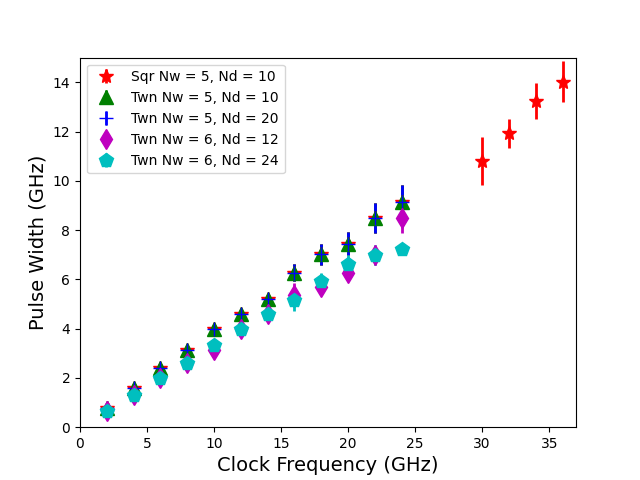 Sqr Nw = 5, Nd = 10
Twn Nw = 5, Nd = 10
Twn Nw = 5, Nd = 20
Twn Nw = 6, Nd = 12
Twn Nw = 6, Nd = 24
Pulse Width (GHz)
14
12
10
8
6
4
2
0
0 5 10 15 20 25 30 35
Clock Frequency (GHz)